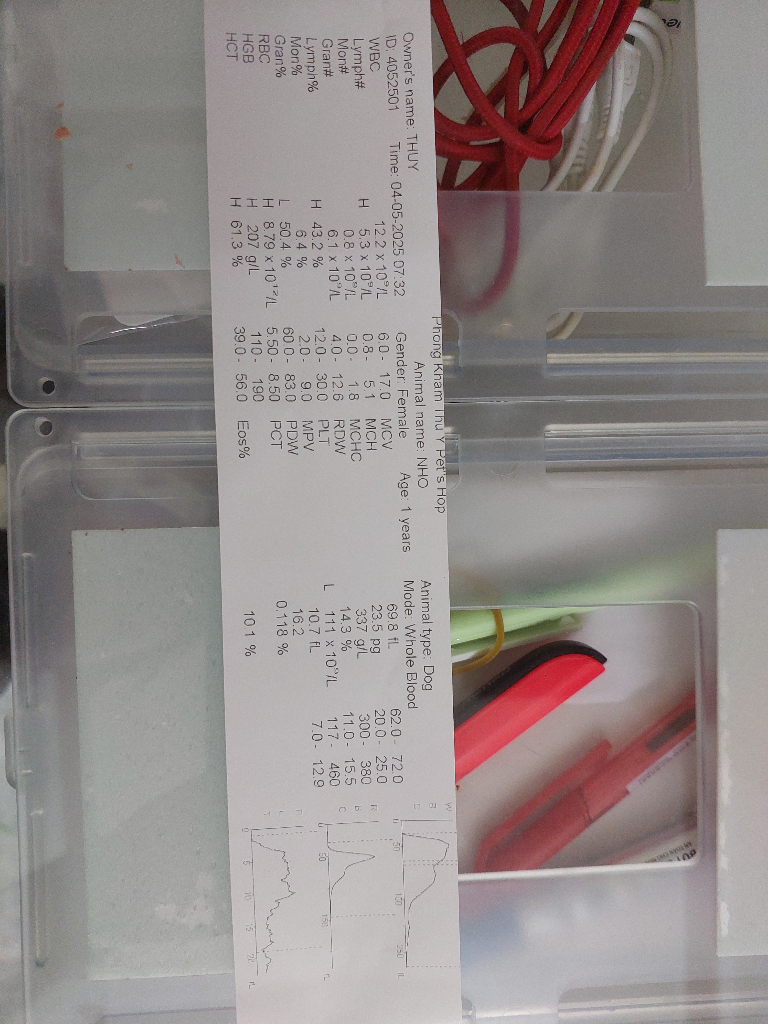 Phong Kham Thu Y Pet's Hop
Owner's name: THUY Animal name: NHO Animal type: Dog
ID: 4052501 Time: 04-05-2025 07:32 Gender: Female Age: 1 years Mode: Whole Blood
WBC 12.2 x 10⁹/L 6.0 - 17.0 MCV 69.8 fL 62.0 - 72.0
Lymph# H 5.3 x 10⁹/L 0.8 - 5.1 MCH 23.5 pg 20.0 - 25.0
Mon# 0.8 x 10⁹/L 0.0 - 1.8 MCHC 337 g/L 300 - 380
Gran# 6.1 x 10⁹/L 4.0 - 12.6 RDW 14.3 % 11.0 - 15.5
Lymph% H 43.2 % 12.0 - 30.0 PLT L 111 x 10⁹/L 117 - 460
Mon% 6.4 % 2.0 - 9.0 MPV 10.7 fL 7.0 - 12.9
Gran% L 50.4 % 60.0 - 83.0 PDW 16.2
RBC H 8.79 x 10¹²/L 5.50 - 8.50 PCT 0.118 %
HGB H 207 g/L 110 - 190
HCT H 61.3 % 39.0 - 56.0 Eos% 10.1 %